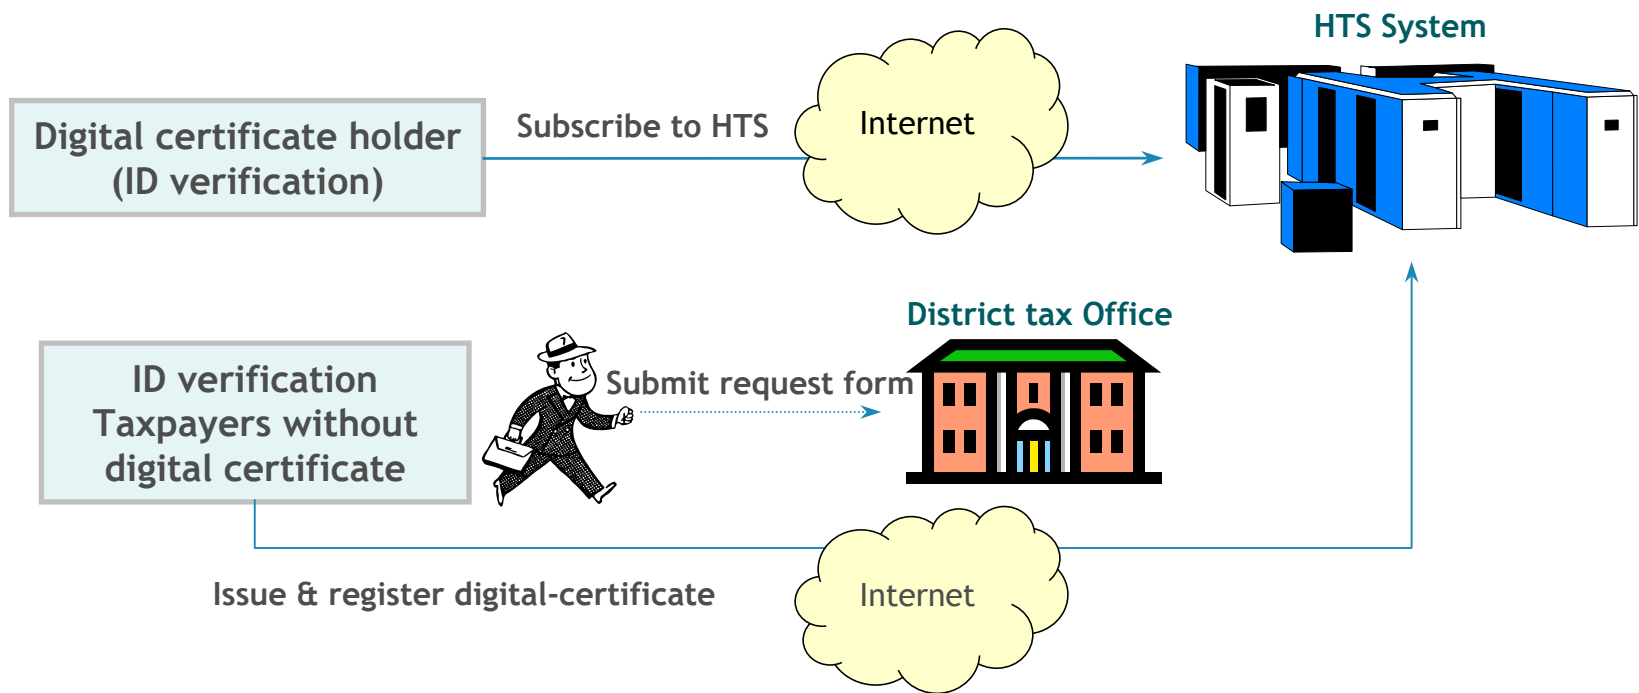 HTS System
Digital certificate holder
(ID verification)
Subscribe to HTS
Internet
District tax Office
ID verification
Taxpayers without
digital certificate
Submit request form
Issue & register digital-certificate
Internet